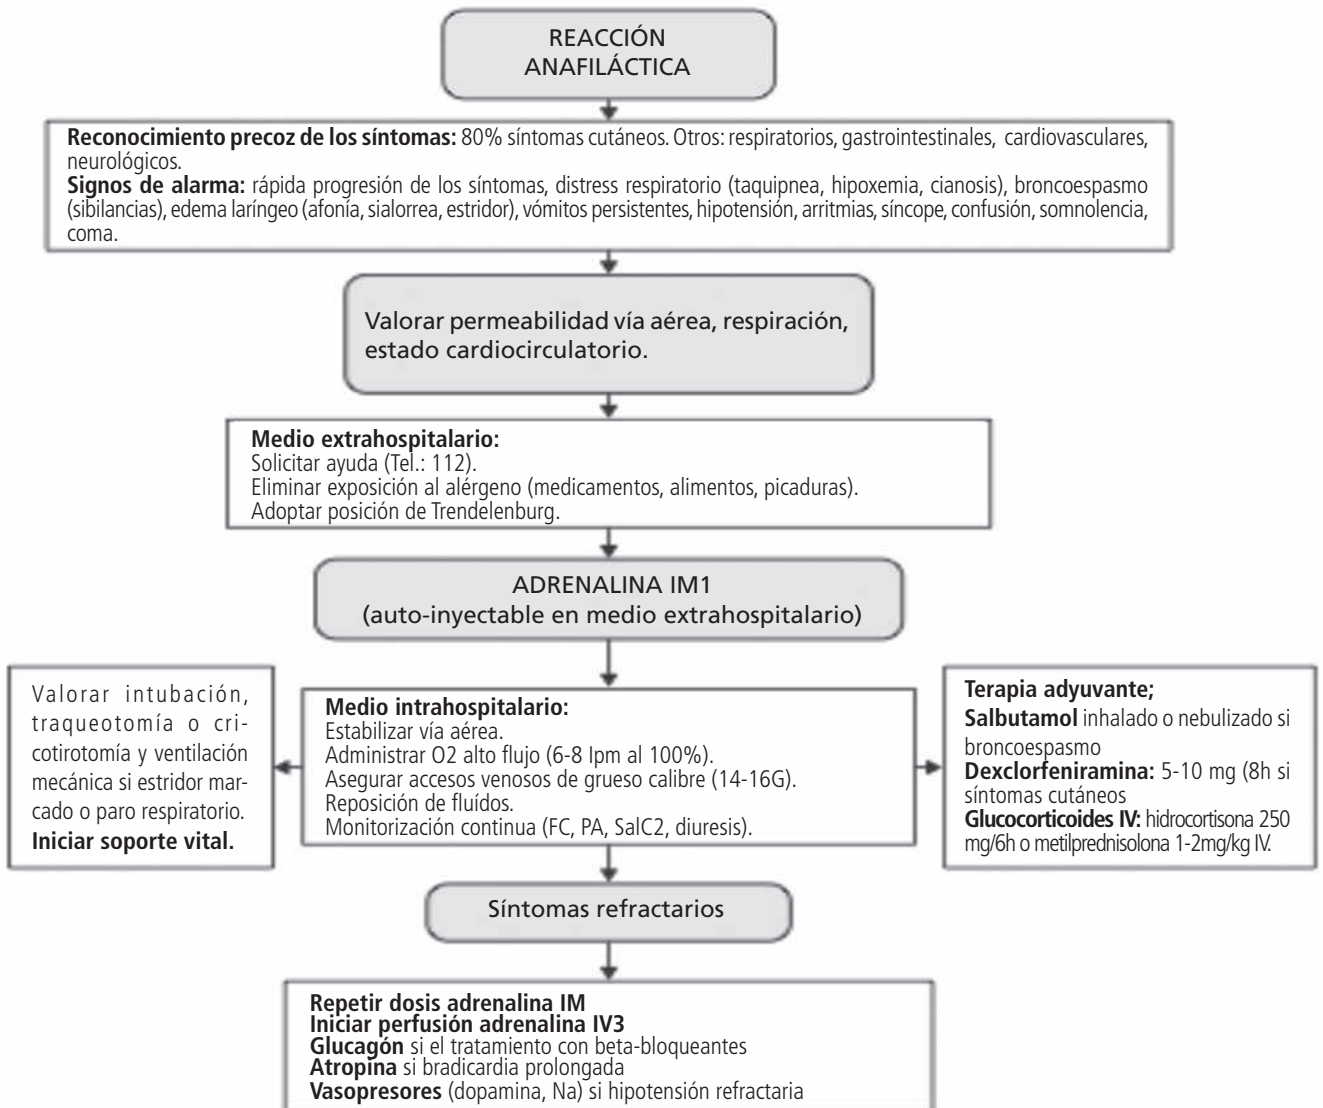 REACCIÓN
ANAFILÁCTICA
Reconocimiento precoz de los síntomas: 80% síntomas cutáneos. Otros: respiratorios, gastrointestinales, cardiovasculares,
neurológicos.
Signos de alarma: rápida progresión de los síntomas, distress respiratorio (taquipnea, hipoxemia, cianosis), broncoespasmo
(sibilancias), edema laríngeo (afonía, sialorrea, estridor), vómitos persistentes, hipotensión, arritmias, síncope, confusión, somnolencia,
coma.
Valorar permeabilidad vía aérea, respiración,
estado cardiocirculatorio.
Medio extrahospitalario:
Solicitar ayuda (Tel.: 112).
Eliminar exposición al alérgeno (medicamentos, alimentos, picaduras).
Adoptar posición de Trendelenburg.
ADRENALINA IM1
(auto-inyectable en medio extrahospitalario)
Valorar intubación,
traqueotomía o cri-
cotirotomía y ventilación
mecánica si estridor mar-
cado o paro respiratorio.
Iniciar soporte vital.
Medio intrahospitalario:
Estabilizar vía aérea.
Administrar O2 alto flujo (6-8 lpm al 100%).
Asegurar accesos venosos de grueso calibre (14-16G).
Reposición de fluídos.
Monitorización continua (FC, PA, SalC2, diuresis).
Terapia adyuvante;
Salbutamol inhalado o nebulizado si
broncoespasmo
Dexclorfeniramina: 5-10 mg (8h si
síntomas cutáneos
Glucocorticoides IV: hidrocortisona 250
mg/6h o metilprednisolona 1-2mg/kg IV.
Síntomas refractarios
Repetir dosis adrenalina IM
Iniciar perfusión adrenalina IV3
Glucagón si el tratamiento con beta-bloqueantes
Atropina si bradicardia prolongada
Vasopresores (dopamina, Na) si hipotensión refractaria